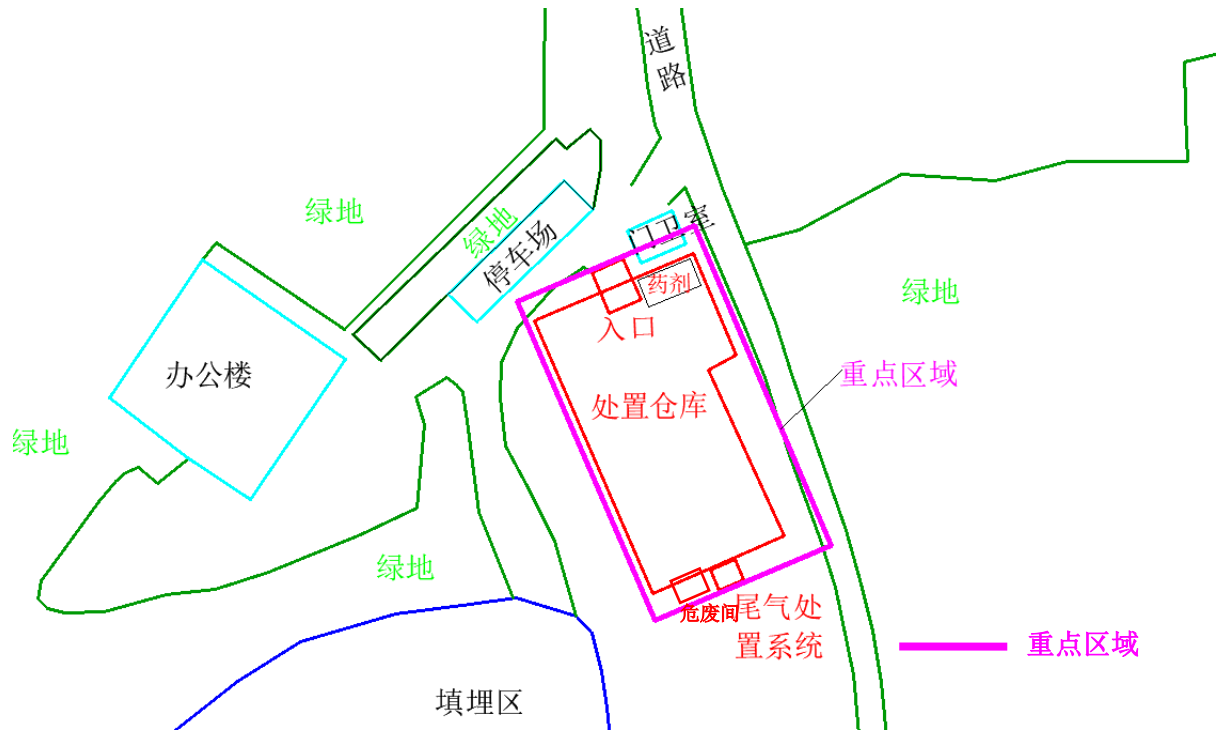 道
路
绿地
绿地
门卫室
停车场
药剂
绿地
入口
办公楼
重点区域
处置仓库
绿地
绿地
危废间
尾气处
置系统
重点区域
填埋区